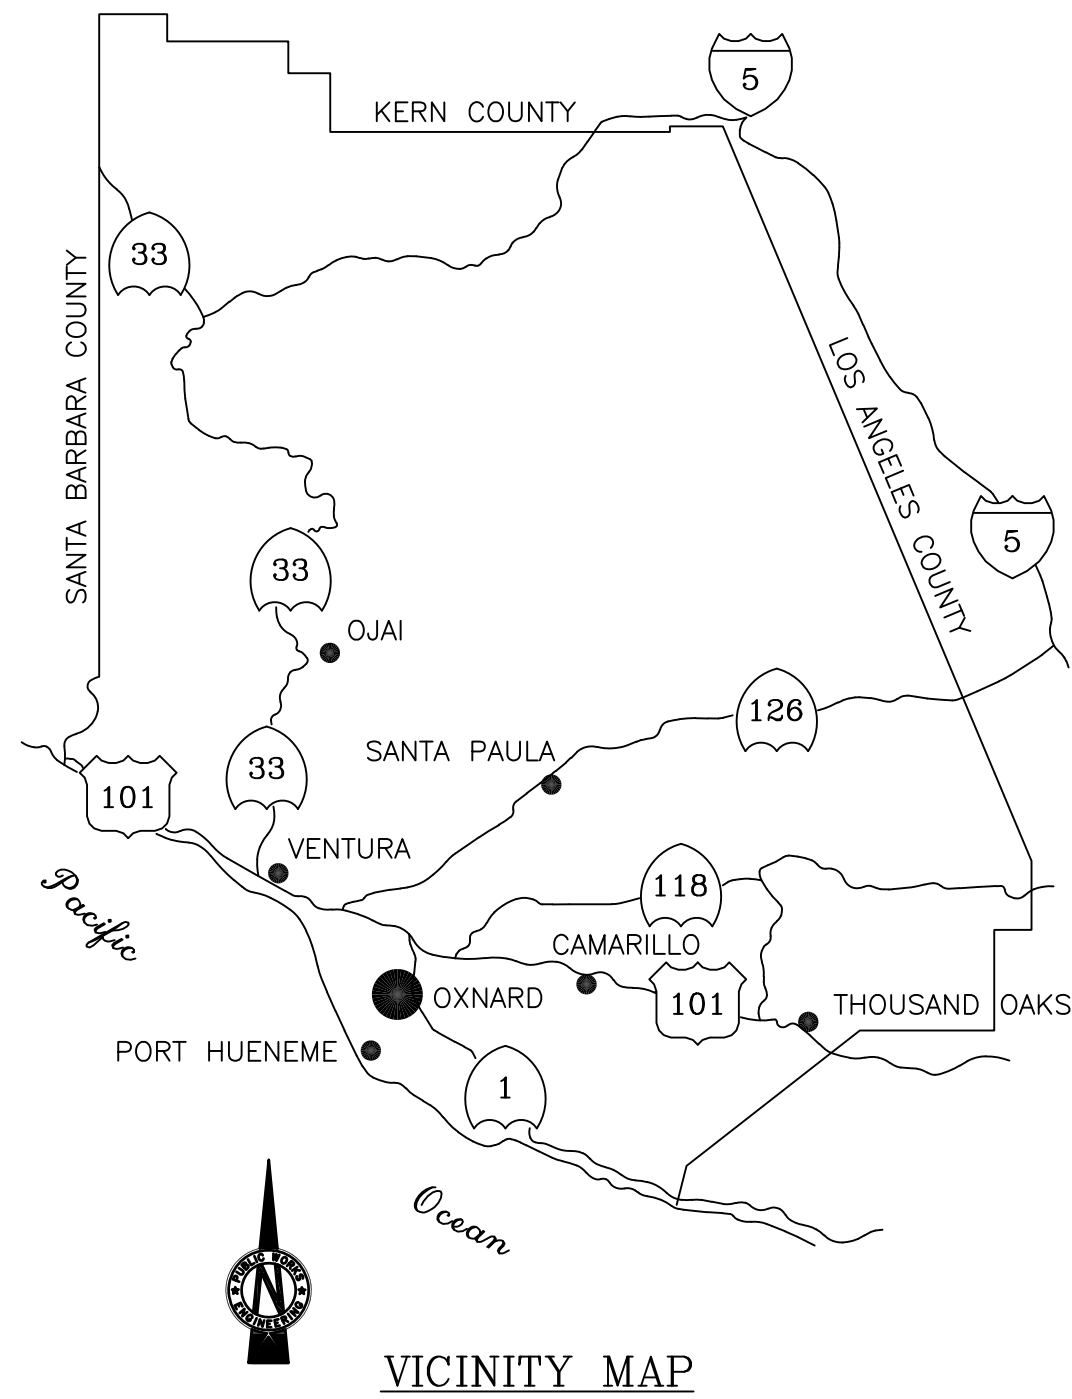 5
KERN COUNTY
33
SANTA BARBARA COUNTY
LOS ANGELES COUNTY
5
33
OJAI
126
SANTA PAULA
33
101
VENTURA
118
Pacific
CAMARILLO
OXNARD
101
THOUSAND OAKS
PORT HUENEME
1
Ocean
PUBLIC WORKS
N
ENGINEERING
VICINITY MAP